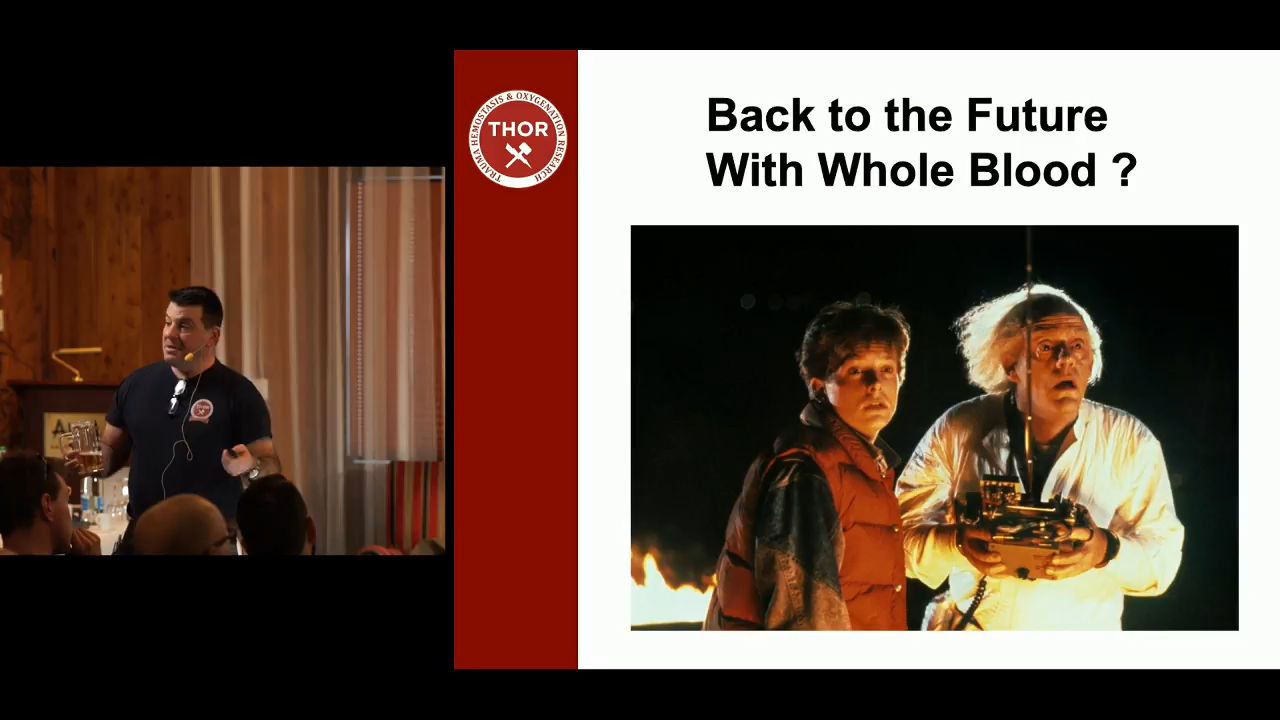 Back to the Future
With Whole Blood ?
TRAUMA HEMOSTASIS & OXYGENATION RESEARCH
THOR